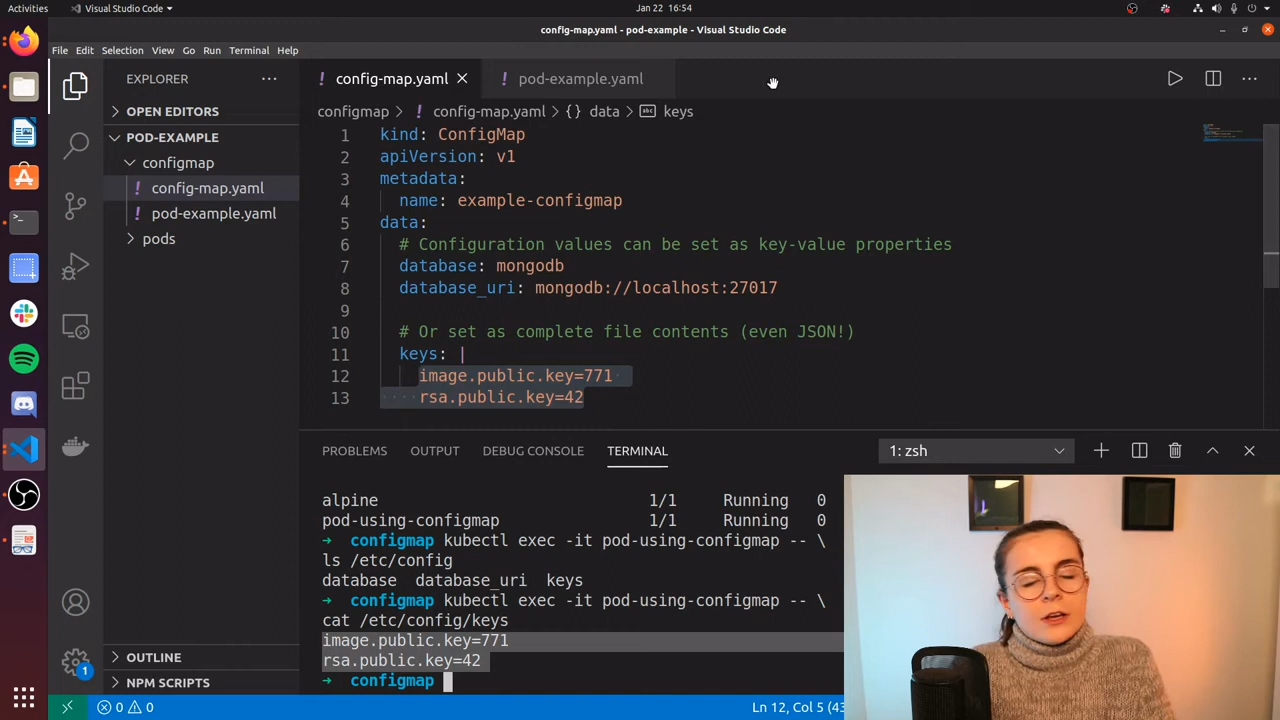 Activities
Visual Studio Code
Jan 22 16:54
config-map.yaml - pod-example - Visual Studio Code
File Edit Selection View Go Run Terminal Help
EXPLORER
OPEN EDITORS
POD-EXAMPLE
configmap
config-map.yaml
pod-example.yaml
pods
OUTLINE
NPM SCRIPTS
config-map.yaml
pod-example.yaml
configmap > config-map.yaml > {} data > abc keys
1 kind: ConfigMap
2 apiVersion: v1
3 metadata:
4 name: example-configmap
5 data:
6 # Configuration values can be set as key-value properties
7 database: mongodb
8 database_uri: mongodb://localhost:27017
9
10 # Or set as complete file contents (even JSON!)
11 keys: |
12 image.public.key=771
13 rsa.public.key=42
PROBLEMS OUTPUT DEBUG CONSOLE TERMINAL
1: zsh
alpine 1/1 Running 0
pod-using-configmap 1/1 Running 0
➜ configmap kubectl exec -it pod-using-configmap -- \
ls /etc/config
database database_uri keys
➜ configmap kubectl exec -it pod-using-configmap -- \
cat /etc/config/keys
image.public.key=771
rsa.public.key=42
➜ configmap
1
0 0
Ln 12, Col 5 (43